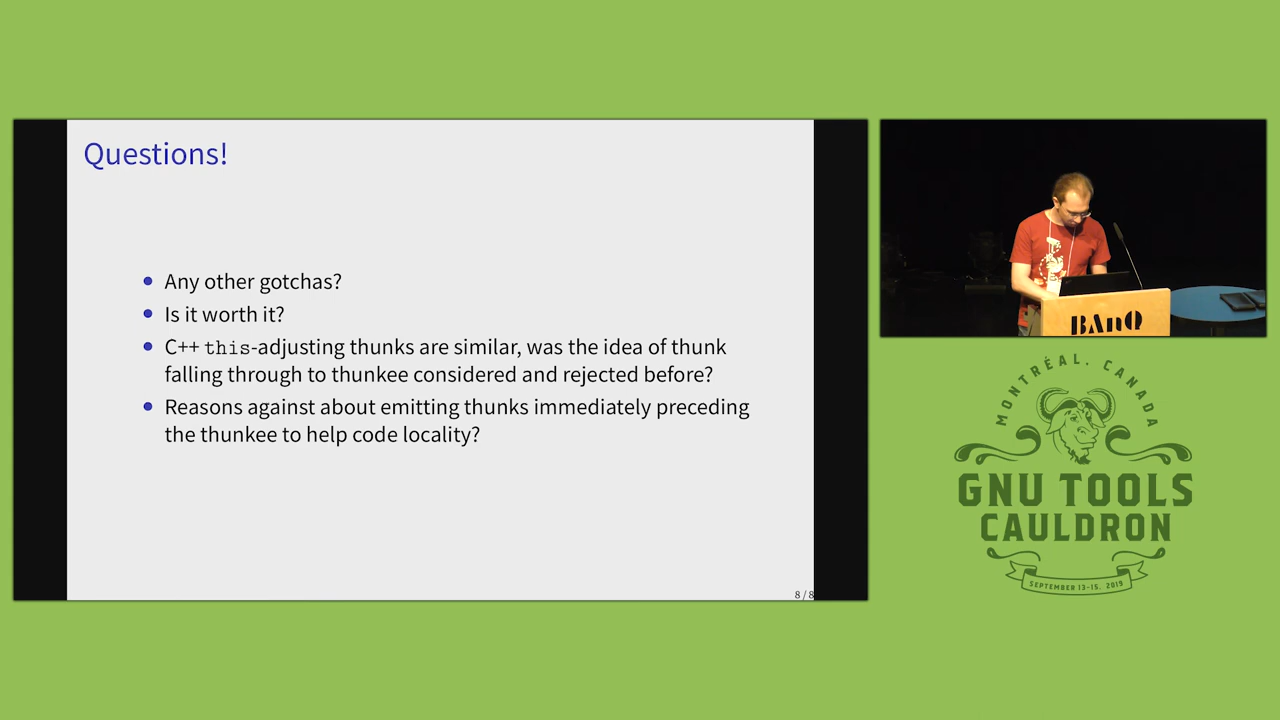 Questions!
Any other gotchas?
Is it worth it?
C++ this-adjusting thunks are similar, was the idea of thunk
falling through to thunkee considered and rejected before?
Reasons against about emitting thunks immediately preceding
the thunkee to help code locality?
8 / 8
BAnQ
MONTRÉAL. CANADA
GNU TOOLS
CAULDRON
SEPTEMBER 13-15, 2019